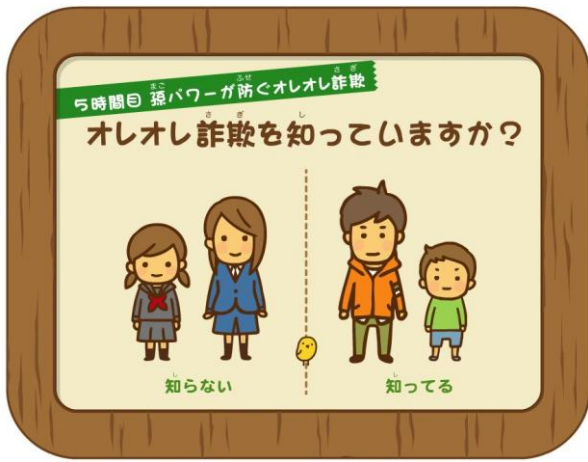 5時間目 孫パワーが防ぐオレオレ詐欺
オレオレ詐欺を知っていますか?
知らない
知ってる